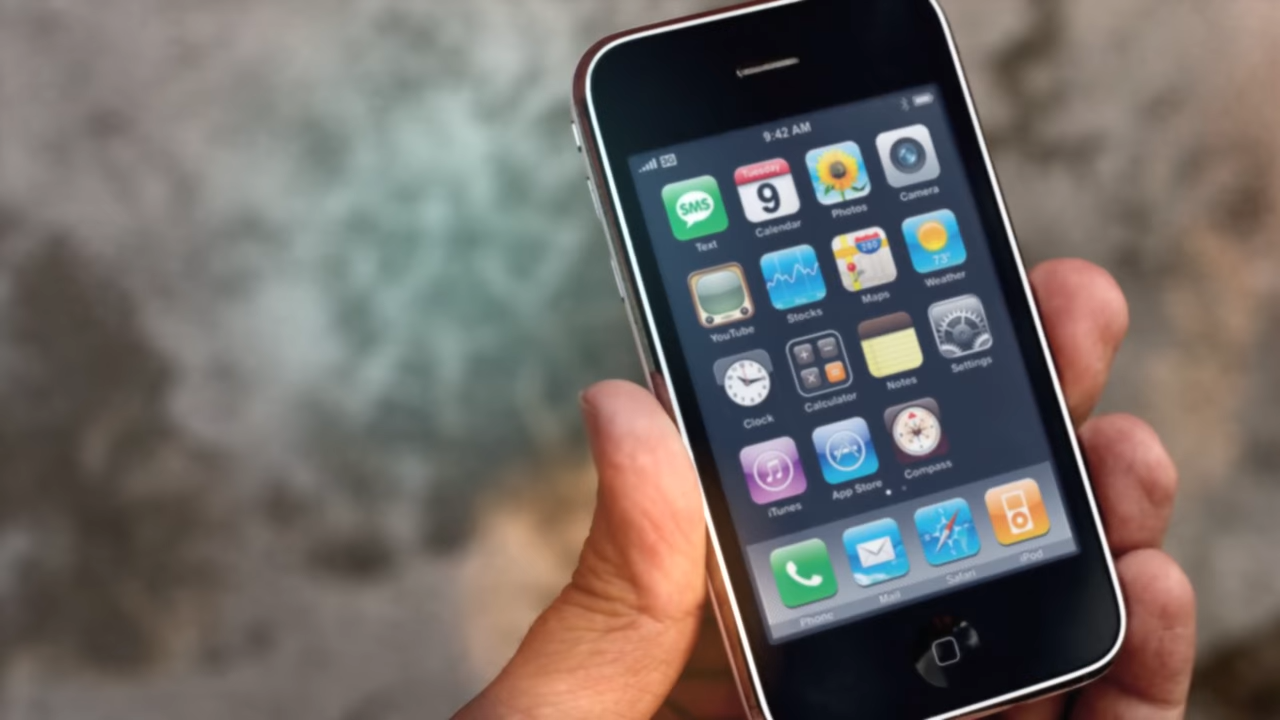 3G 9:42 AM
SMS
Text
Tuesday
9
Calendar
Photos
Camera
YouTube
Stocks
280
Maps
73°
Weather
Clock
Calculator
Notes
Settings
iTunes
App Store
Compass
Phone
Mail
Safari
iPod